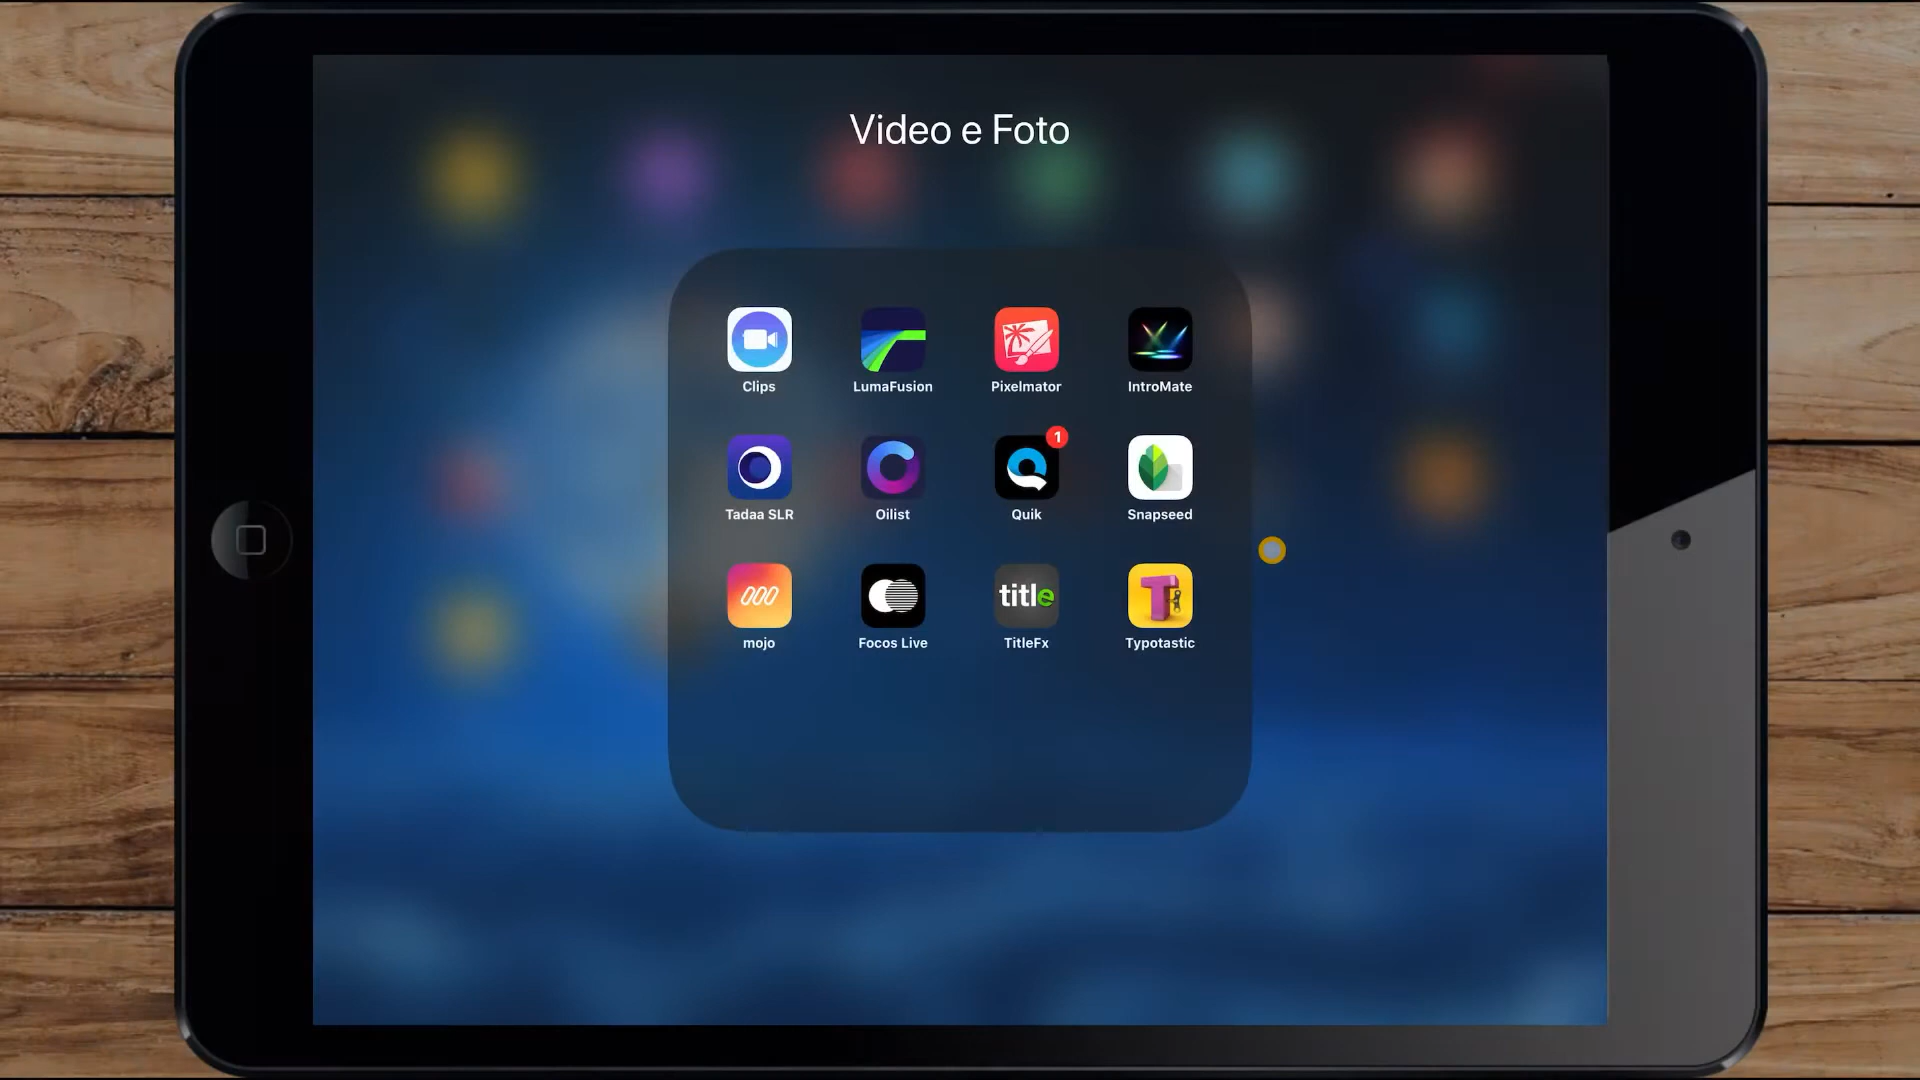 Video e Foto
Clips LumaFusion Pixelmator IntroMate
1
Tadaa SLR Oilist Quik Snapseed
title
T
mojo Focos Live TitleFx Typotastic